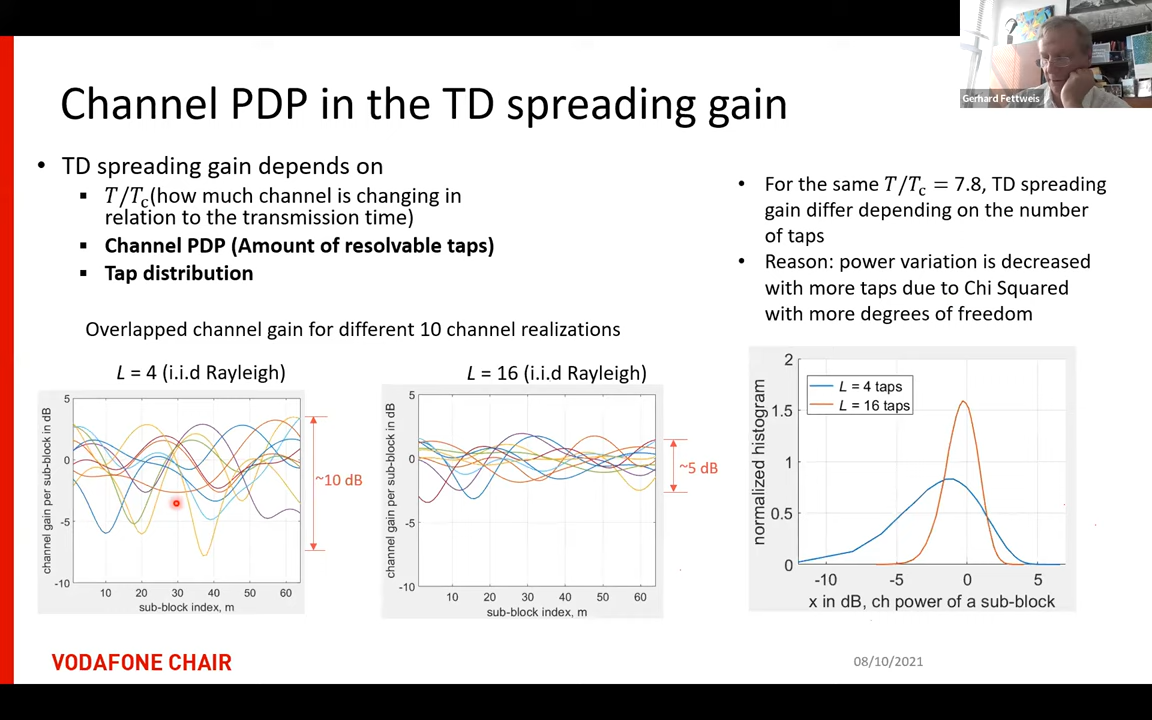 Gerhard Fettweis
Channel PDP in the TD spreading gain
• TD spreading gain depends on
▪ T/Tc(how much channel is changing in
relation to the transmission time)
▪ Channel PDP (Amount of resolvable taps)
▪ Tap distribution
Overlapped channel gain for different 10 channel realizations
L = 4 (i.i.d Rayleigh)
channel gain per sub-block in dB
5
0
-5
-10
10 20 30 40 50 60
sub-block index, m
~10 dB
L = 16 (i.i.d Rayleigh)
channel gain per sub-block in dB
5
0
-5
-10
10 20 30 40 50 60
sub-block index, m
~5 dB
• For the same T/Tc = 7.8, TD spreading
gain differ depending on the number
of taps
• Reason: power variation is decreased
with more taps due to Chi Squared
with more degrees of freedom
normalized histogram
2
1.5
1
0.5
0
L = 4 taps
L = 16 taps
-10 -5 0 5
x in dB, ch power of a sub-block
VODAFONE CHAIR
08/10/2021